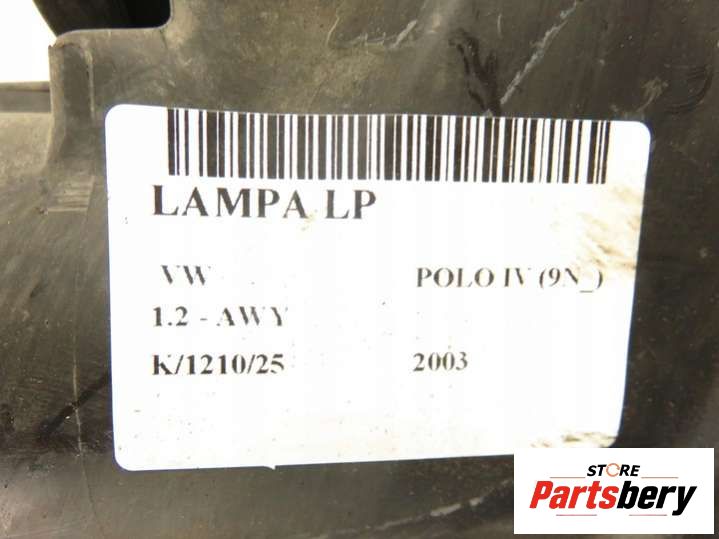 LAMPA LP
VW POLO IV (9N_)
1.2 - AWY
K/1210/25 2003
STORE
Partsbery